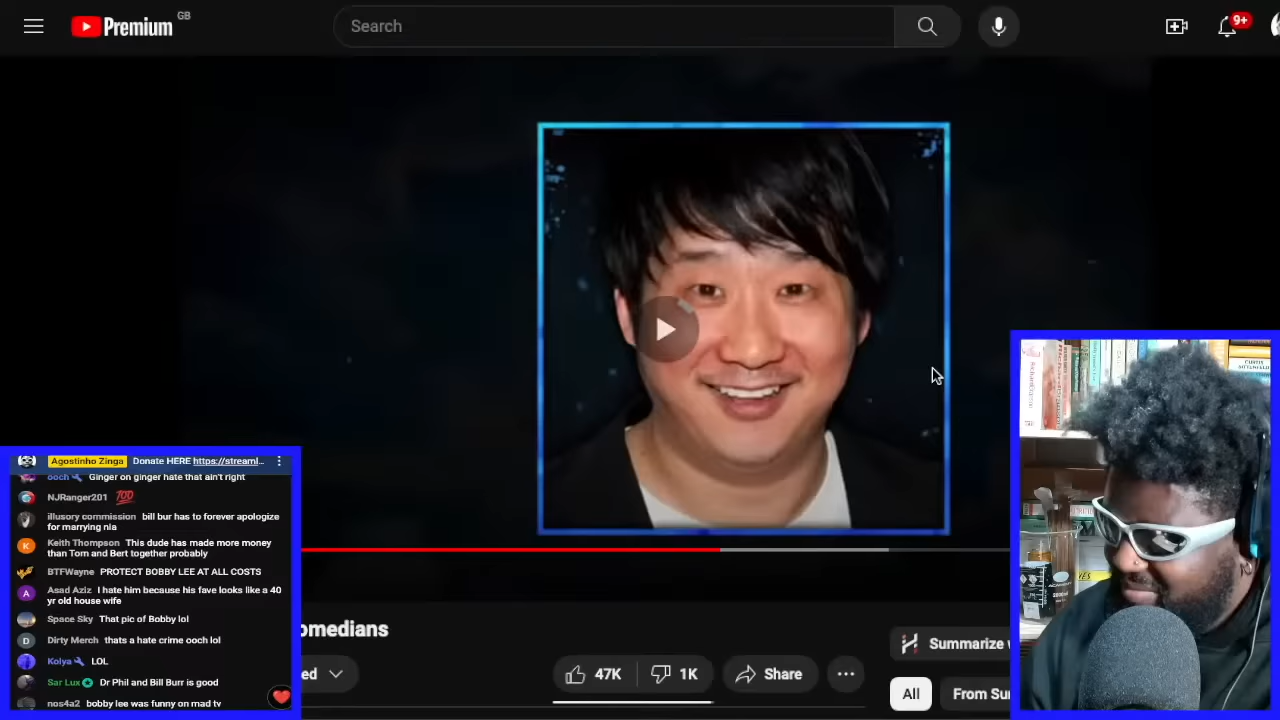 Premium GB
Search
9+
Agostinho Zinga Donate HERE https://streaml...
ooch Ginger on ginger hate that ain't right
NJRanger201 💯
illusory commission bill bur has to forever apologize
for marrying nia
Keith Thompson This dude has made more money
than Tom and Bert together probably
BTFWayne PROTECT BOBBY LEE AT ALL COSTS
Asad Aziz I hate him because his fave looks like a 40
yr old house wife
Space Sky That pic of Bobby lol
Dirty Merch thats a hate crime ooch lol
Kolya LOL
Sar Lux Dr Phil and Bill Burr is good
nos4a2 bobby lee was funny on mad tv
omedians
ed
47K
1K
Share
Summarize
All
From Su